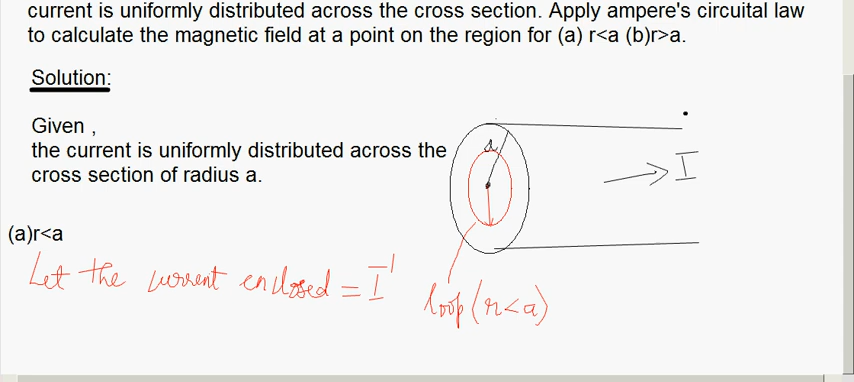 current is uniformly distributed across the cross section. Apply ampere's circuital law
to calculate the magnetic field at a point on the region for (a) r<a (b)r>a.
Solution:
Given ,
the current is uniformly distributed across the
cross section of radius a.
a
I
(a)r<a
Let the current enclosed = I'
loop (r<a)